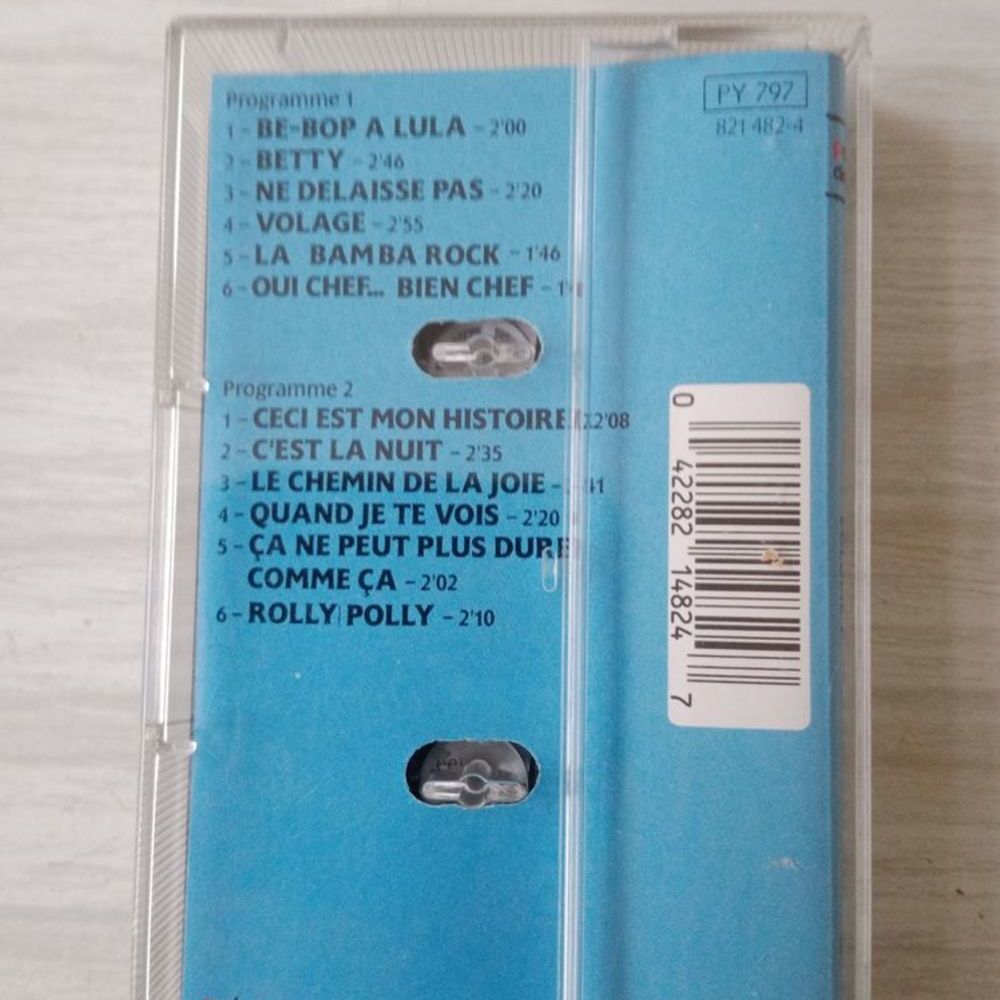 Programme 1
1 - BE-BOP A LULA - 2'00
2 - BETTY - 2'46
3 - NE DELAISSE PAS - 2'20
4 - VOLAGE - 2'55
5 - LA BAMBA ROCK - 1'46
6 - OUI CHEF... BIEN CHEF -
Programme 2
1 - CECI EST MON HISTOIRE 2'08
2 - C'EST LA NUIT - 2'35
3 - LE CHEMIN DE LA JOIE -
4 - QUAND JE TE VOIS - 2'20
5 - ÇA NE PEUT PLUS DURER
COMME ÇA - 2'02
6 - ROLLY POLLY - 2'10
PY 797
821 482-4
0 42282 14824 7